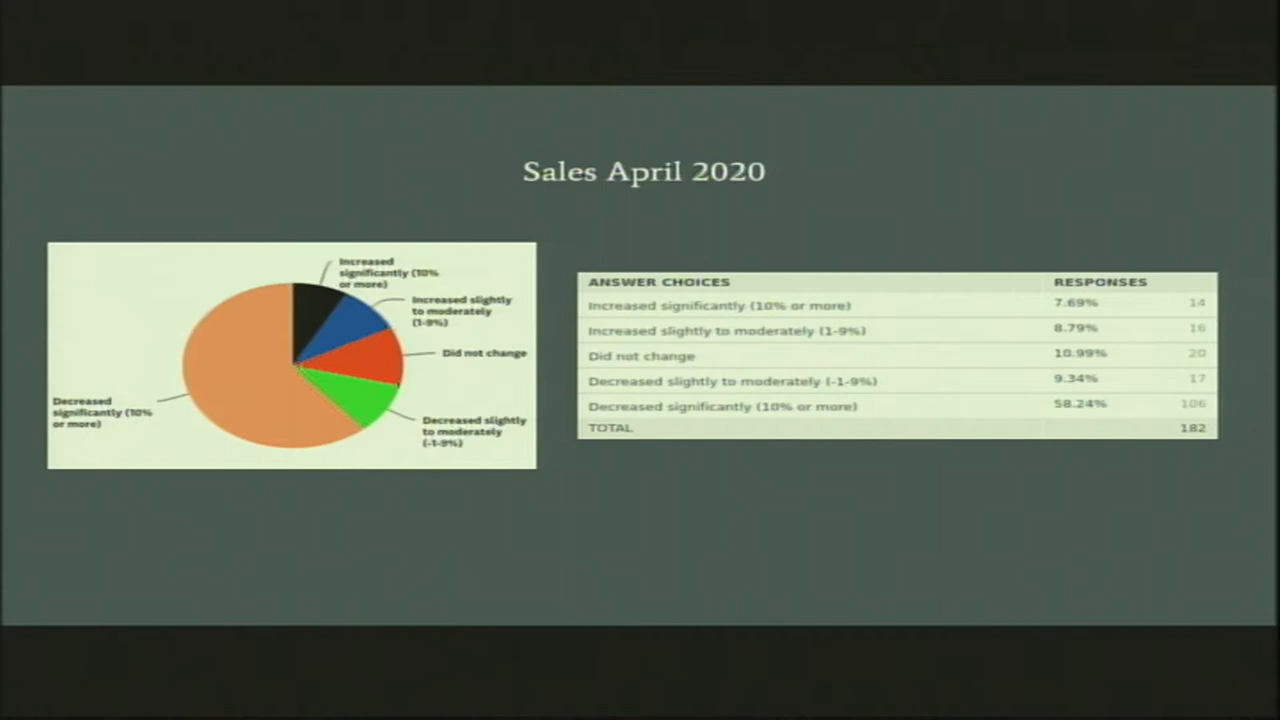 Sales April 2020
Increased
significantly (10%
or more)
Increased slightly
to moderately
(1-9%)
Did not change
Decreased
significantly (10%
or more)
Decreased slightly
to moderately
(-1-9%)
ANSWER CHOICES RESPONSES
Increased significantly (10% or more) 7.69% 14
Increased slightly to moderately (1-9%) 8.79% 16
Did not change 10.99% 20
Decreased slightly to moderately (-1-9%) 9.34% 17
Decreased significantly (10% or more) 58.24% 106
TOTAL 182